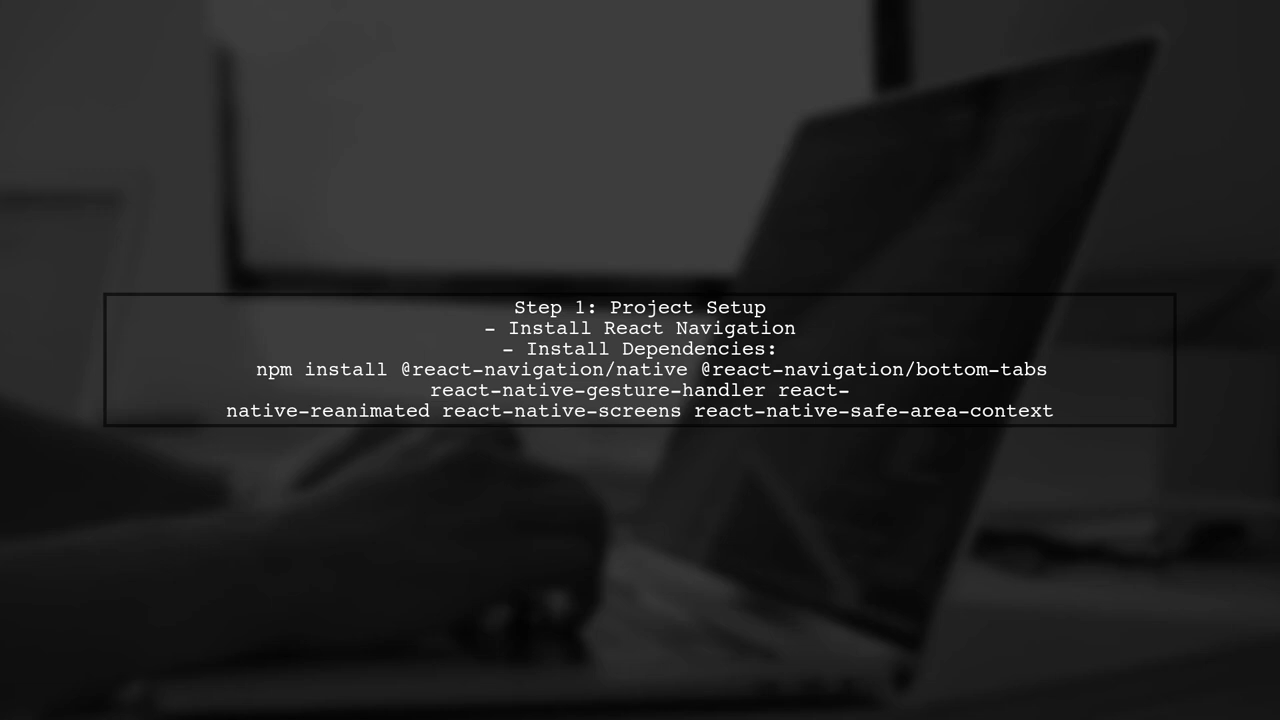 Step 1: Project Setup
- Install React Navigation
- Install Dependencies:
npm install @react-navigation/native @react-navigation/bottom-tabs
react-native-gesture-handler react-
native-reanimated react-native-screens react-native-safe-area-context